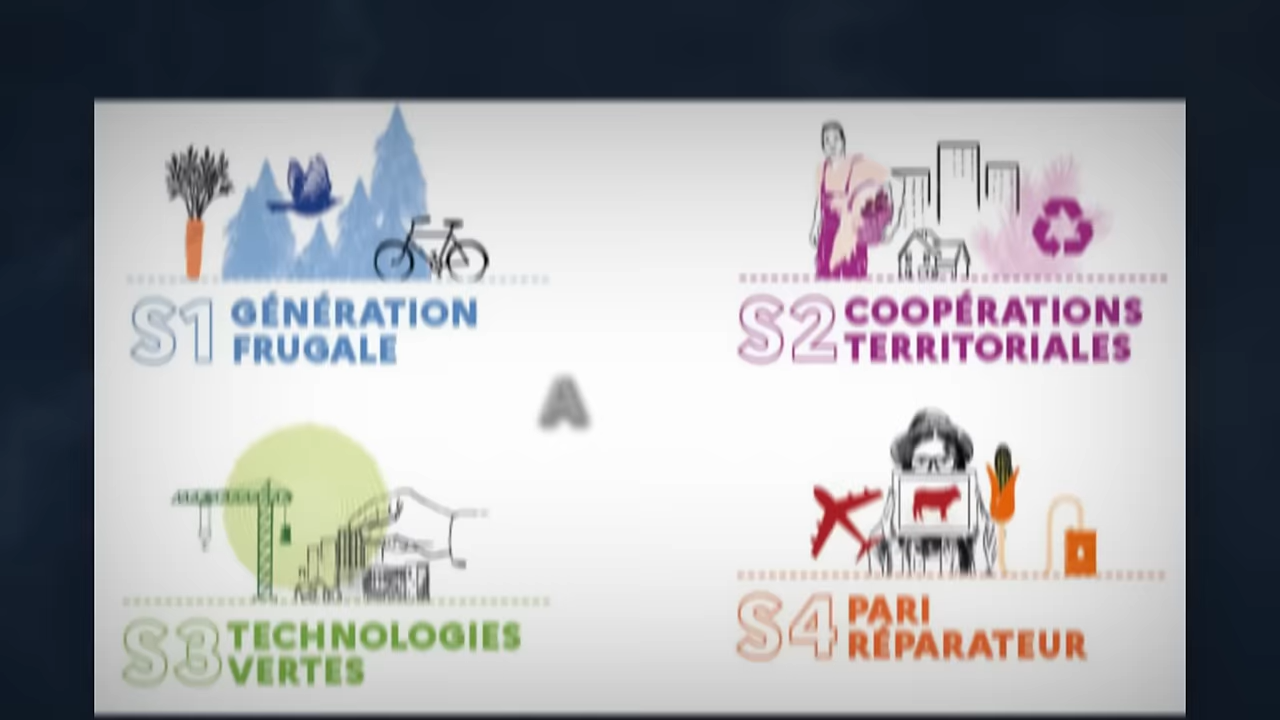 S1 GÉNÉRATION
FRUGALE
S2 COOPÉRATIONS
TERRITORIALES
A
S3 TECHNOLOGIES
VERTES
S4 PARI
RÉPARATEUR